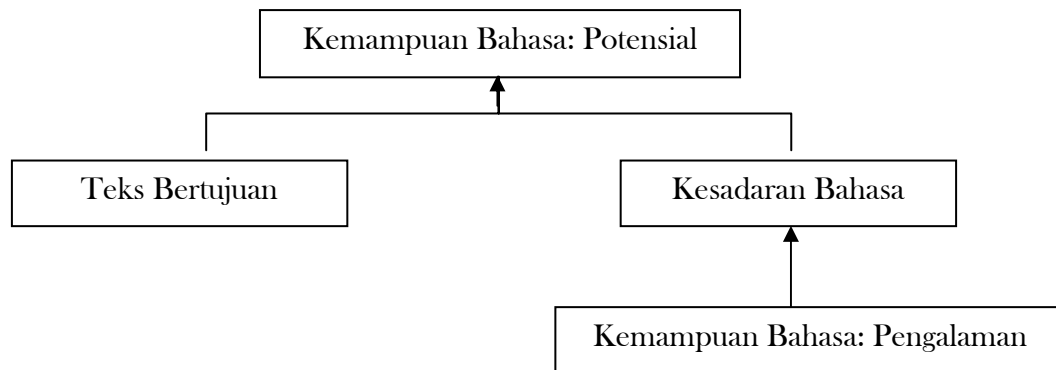 Kemampuan Bahasa: Potensial
Teks Bertujuan
Kesadaran Bahasa
Kemampuan Bahasa: Pengalaman